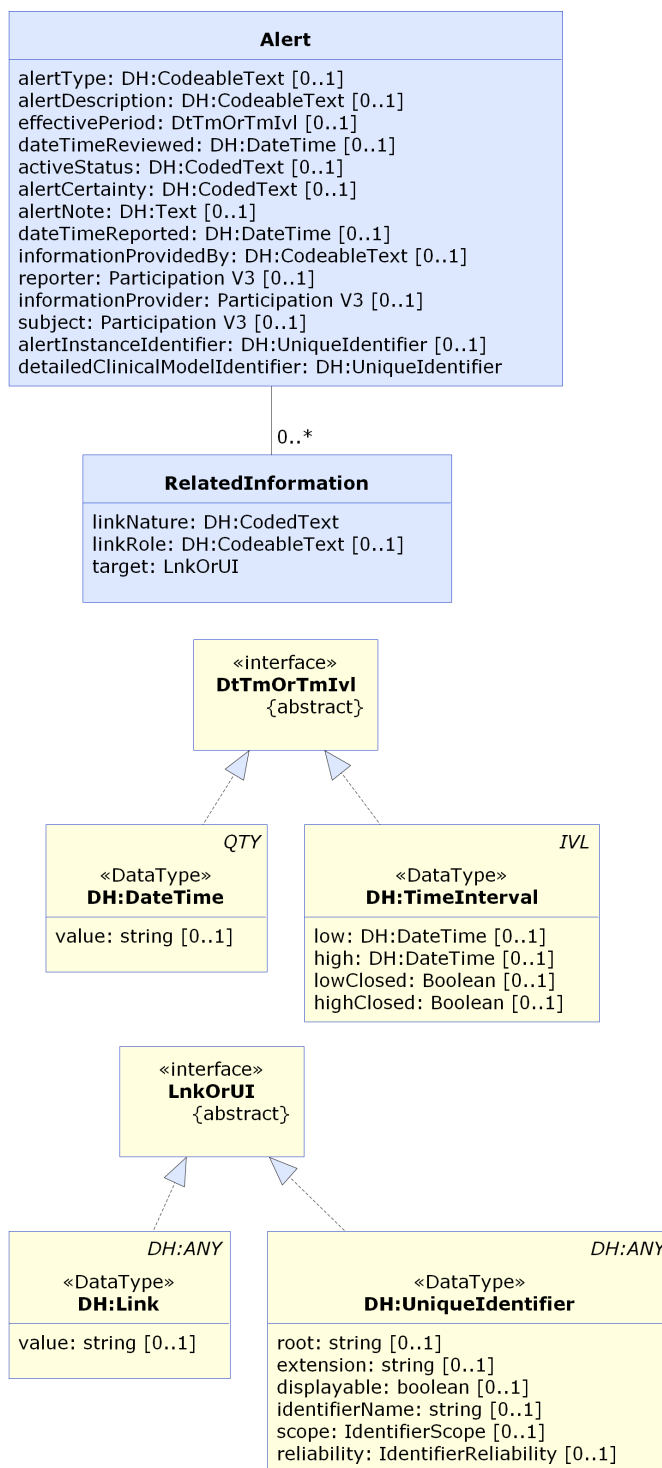 Alert
alertType: DH:CodeableText [0..1]
alertDescription: DH:CodeableText [0..1]
effectivePeriod: DtTmOrTmIvl [0..1]
dateTimeReviewed: DH:DateTime [0..1]
activeStatus: DH:CodedText [0..1]
alertCertainty: DH:CodedText [0..1]
alertNote: DH:Text [0..1]
dateTimeReported: DH:DateTime [0..1]
informationProvidedBy: DH:CodeableText [0..1]
reporter: Participation V3 [0..1]
informationProvider: Participation V3 [0..1]
subject: Participation V3 [0..1]
alertInstanceIdentifier: DH:UniqueIdentifier [0..1]
detailedClinicalModelIdentifier: DH:UniqueIdentifier
0..*
RelatedInformation
linkNature: DH:CodedText
linkRole: DH:CodeableText [0..1]
target: LnkOrUI
«interface»
DtTmOrTmIvl
{abstract}
QTY
«DataType»
DH:DateTime
value: string [0..1]
IVL
«DataType»
DH:TimeInterval
low: DH:DateTime [0..1]
high: DH:DateTime [0..1]
lowClosed: Boolean [0..1]
highClosed: Boolean [0..1]
«interface»
LnkOrUI
{abstract}
DH:ANY
«DataType»
DH:Link
value: string [0..1]
DH:ANY
«DataType»
DH:UniqueIdentifier
root: string [0..1]
extension: string [0..1]
displayable: boolean [0..1]
identifierName: string [0..1]
scope: IdentifierScope [0..1]
reliability: IdentifierReliability [0..1]